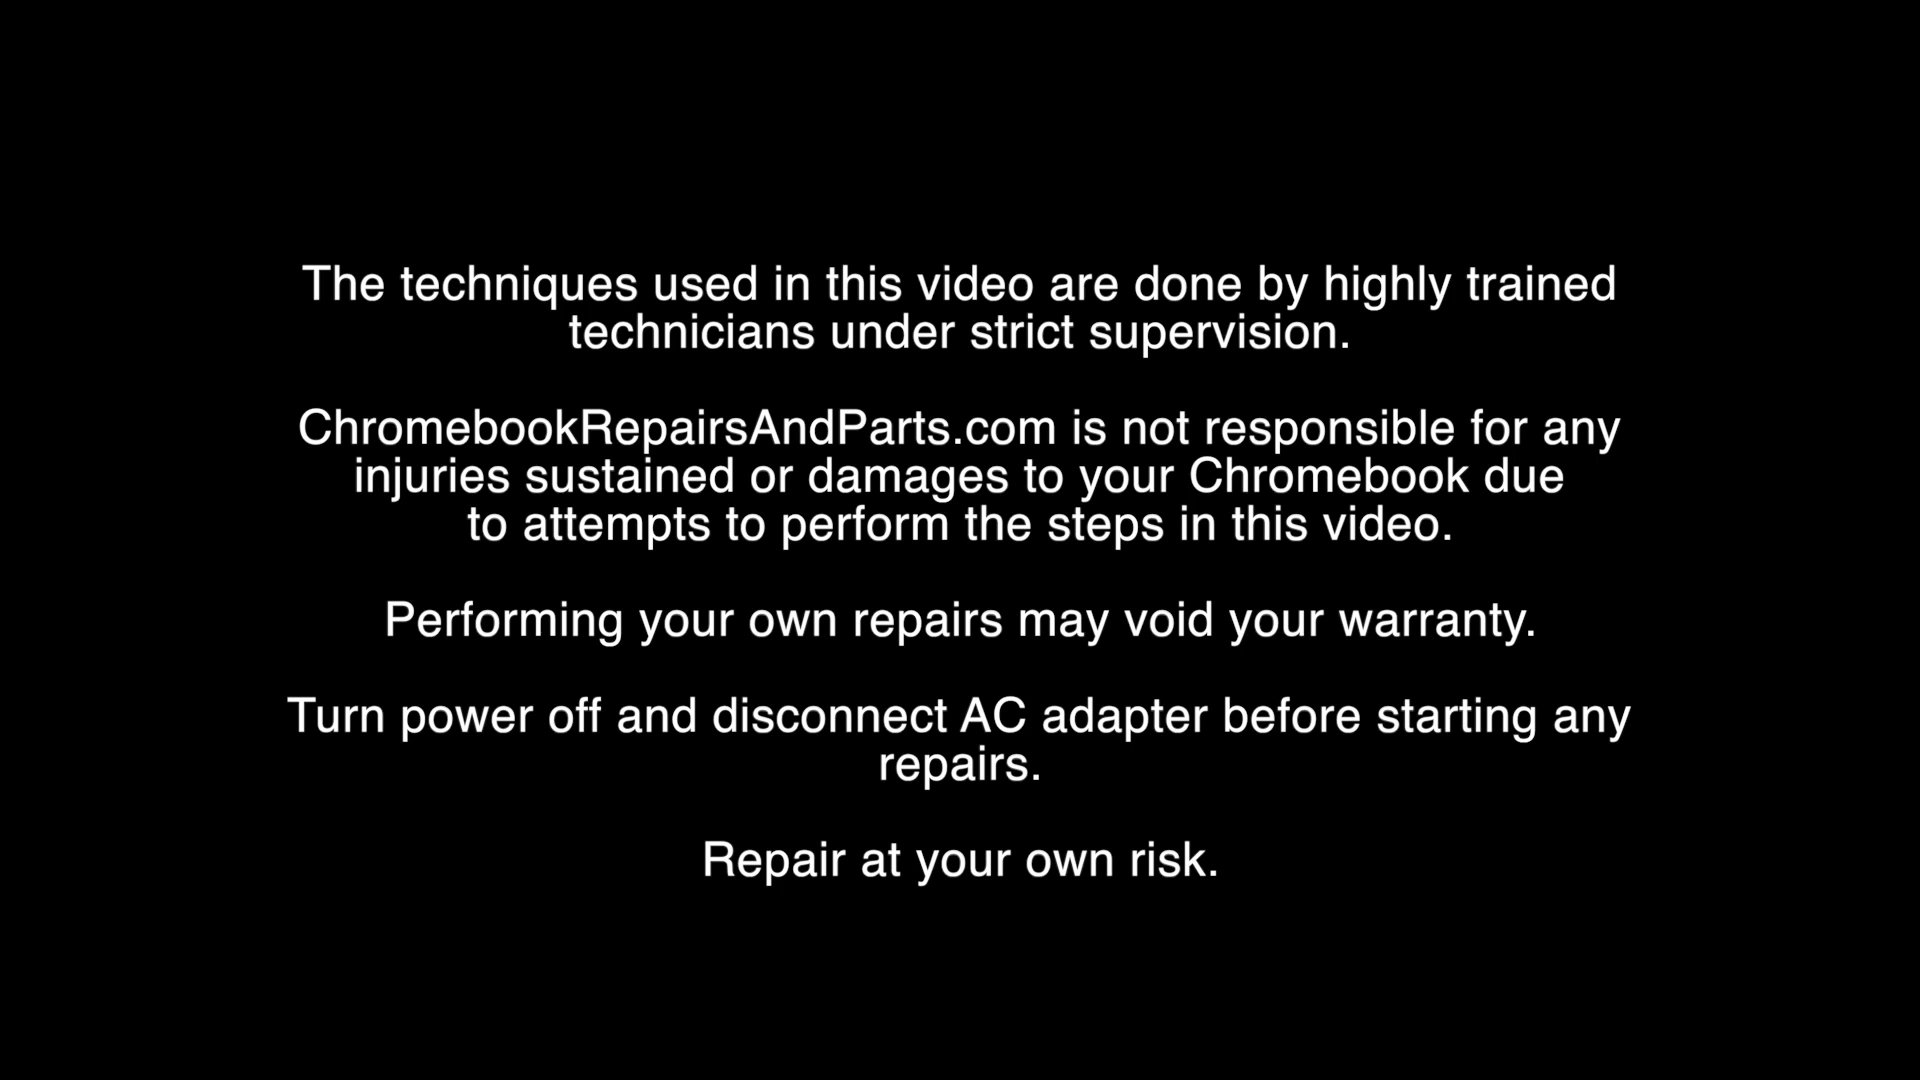 The techniques used in this video are done by highly trained
technicians under strict supervision.
ChromebookRepairsAndParts.com is not responsible for any
injuries sustained or damages to your Chromebook due
to attempts to perform the steps in this video.
Performing your own repairs may void your warranty.
Turn power off and disconnect AC adapter before starting any
repairs.
Repair at your own risk.